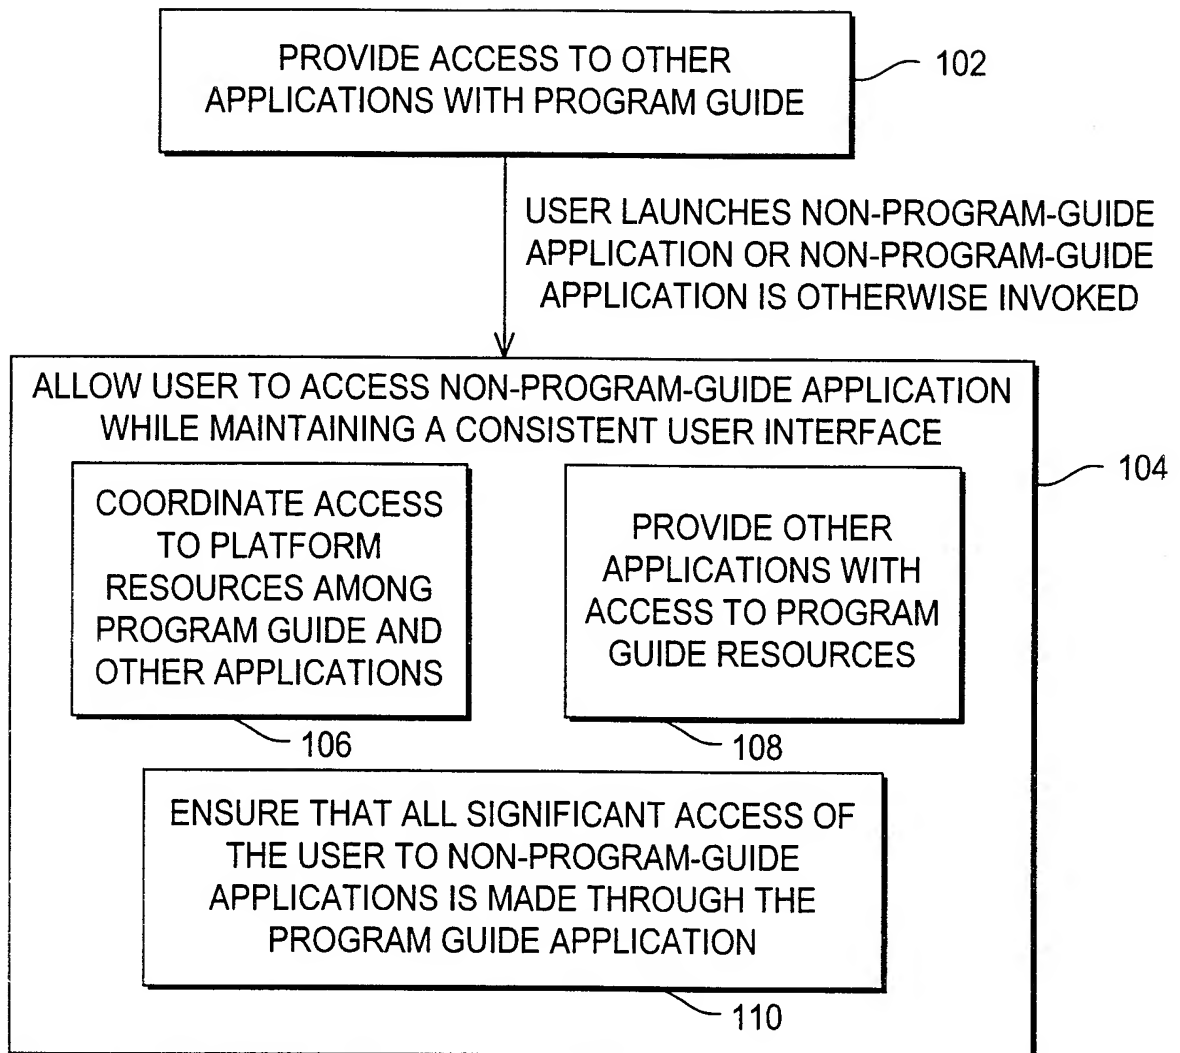 PROVIDE ACCESS TO OTHER
APPLICATIONS WITH PROGRAM GUIDE
102
USER LAUNCHES NON-PROGRAM-GUIDE
APPLICATION OR NON-PROGRAM-GUIDE
APPLICATION IS OTHERWISE INVOKED
ALLOW USER TO ACCESS NON-PROGRAM-GUIDE APPLICATION
WHILE MAINTAINING A CONSISTENT USER INTERFACE
104
COORDINATE ACCESS
TO PLATFORM
RESOURCES AMONG
PROGRAM GUIDE AND
OTHER APPLICATIONS
106
PROVIDE OTHER
APPLICATIONS WITH
ACCESS TO PROGRAM
GUIDE RESOURCES
108
ENSURE THAT ALL SIGNIFICANT ACCESS OF
THE USER TO NON-PROGRAM-GUIDE
APPLICATIONS IS MADE THROUGH THE
PROGRAM GUIDE APPLICATION
110